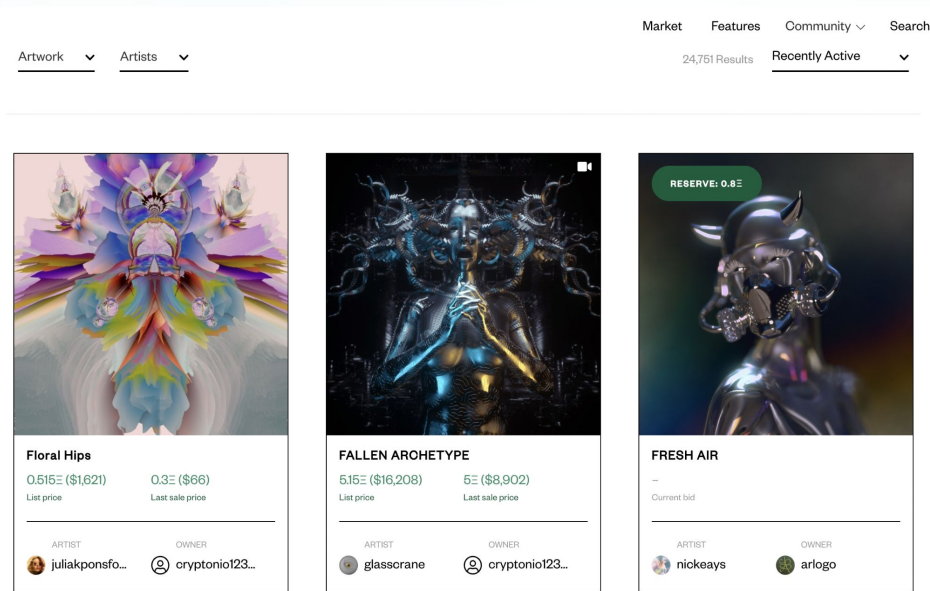 Market Features Community Search
Artwork Artists 24,751 Results Recently Active
RESERVE: 0.8Ξ
Floral Hips
0.515Ξ ($1,621) 0.3Ξ ($66)
List price Last sale price
ARTIST OWNER
juliakponsfo... cryptonio123...
FALLEN ARCHETYPE
5.15Ξ ($16,208) 5Ξ ($8,902)
List price Last sale price
ARTIST OWNER
glasscrane cryptonio123...
FRESH AIR
–
Current bid
ARTIST OWNER
nickeays arlogo